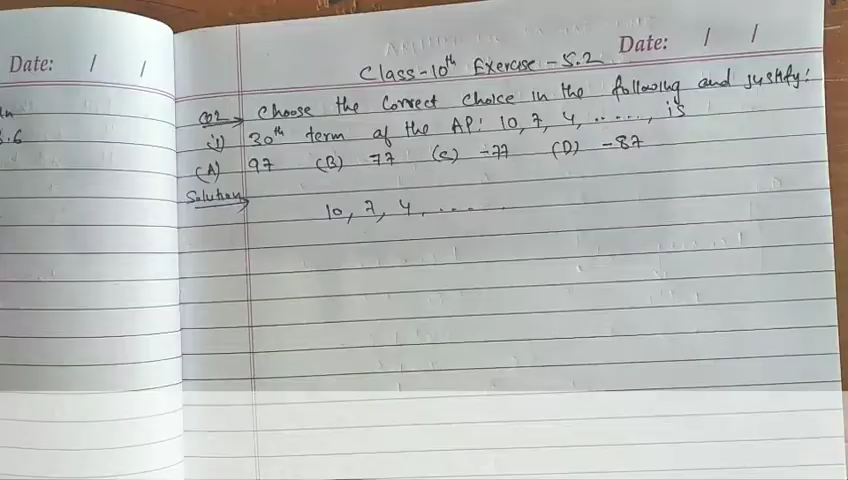 Date: / /
Class-10th Exercise - 5.2 Date: / /
Q2 → Choose the Correct Choice in the following and justify:
i) 30th term of the AP: 10, 7, 4, ....., is
(A) 97 (B) 77 (C) -77 (D) -87
Solution →
10, 7, 4, .......